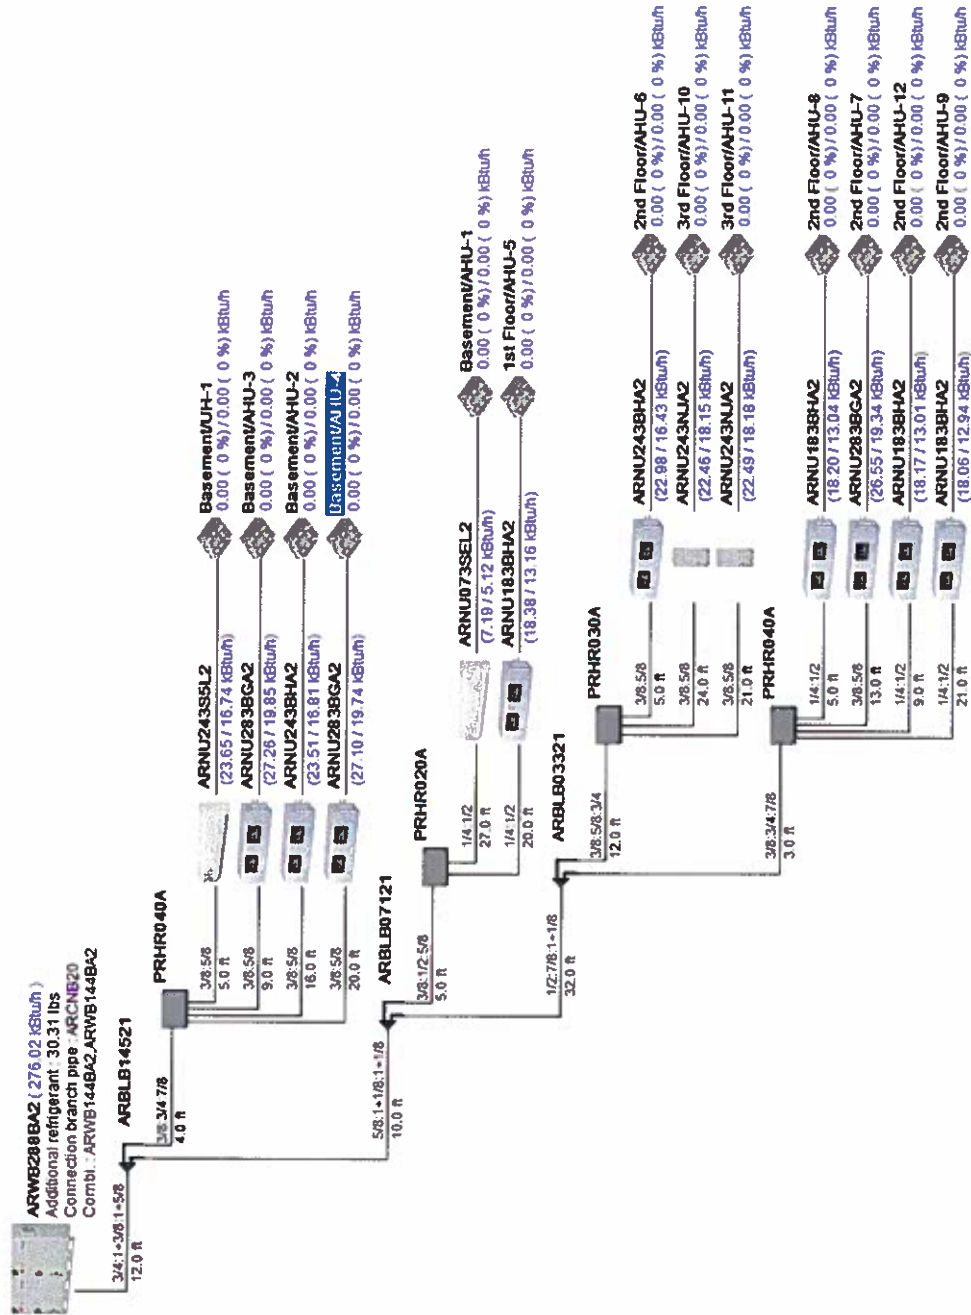 ARWB288BA2 ( 276.02 kBtu/h )
Additional refrigerant : 30.31 lbs
Connection branch pipe : ARCNB20
Combi. : ARWB144BA2,ARWB144BA2
3/4:1+3/8:1+5/8
12.0 ft
ARBLB14521
3/8:3/4:7/8
4.0 ft
PRHR040A
3/8:5/8
5.0 ft
ARNU243S5L2
(23.65 / 16.74 kBtu/h)
Basement/UH-1
0.00 ( 0 %) / 0.00 ( 0 %) kBtu/h
3/8:5/8
9.0 ft
ARNU283BGA2
(27.26 / 19.85 kBtu/h)
Basement/AHU-3
0.00 ( 0 %) / 0.00 ( 0 %) kBtu/h
3/8:5/8
16.0 ft
ARNU243BHA2
(23.51 / 16.81 kBtu/h)
Basement/AHU-2
0.00 ( 0 %) / 0.00 ( 0 %) kBtu/h
3/8:5/8
20.0 ft
ARNU283BGA2
(27.10 / 19.74 kBtu/h)
Basement/AHU-4
0.00 ( 0 %) / 0.00 ( 0 %) kBtu/h
5/8:1+1/8:1+1/8
10.0 ft
ARBLB07121
3/8:1/2:5/8
5.0 ft
PRHR020A
1/4:1/2
27.0 ft
ARNU073SEL2
(7.19 / 5.12 kBtu/h)
Basement/AHU-1
0.00 ( 0 %) / 0.00 ( 0 %) kBtu/h
1/4:1/2
20.0 ft
ARNU183BHA2
(18.38 / 13.16 kBtu/h)
1st Floor/AHU-5
0.00 ( 0 %) / 0.00 ( 0 %) kBtu/h
1/2:7/8:1+1/8
32.0 ft
ARBLB03321
3/8:5/8:3/4
12.0 ft
PRHR030A
3/8:5/8
5.0 ft
ARNU243BHA2
(22.98 / 16.43 kBtu/h)
2nd Floor/AHU-6
0.00 ( 0 %) / 0.00 ( 0 %) kBtu/h
3/8:5/8
24.0 ft
ARNU243NJA2
(22.46 / 18.15 kBtu/h)
3rd Floor/AHU-10
0.00 ( 0 %) / 0.00 ( 0 %) kBtu/h
3/8:5/8
21.0 ft
ARNU243NJA2
(22.49 / 18.18 kBtu/h)
3rd Floor/AHU-11
0.00 ( 0 %) / 0.00 ( 0 %) kBtu/h
3/8:3/4:7/8
3.0 ft
PRHR040A
1/4:1/2
5.0 ft
ARNU183BHA2
(18.20 / 13.04 kBtu/h)
2nd Floor/AHU-8
0.00 ( 0 %) / 0.00 ( 0 %) kBtu/h
3/8:5/8
13.0 ft
ARNU283BGA2
(26.55 / 19.34 kBtu/h)
2nd Floor/AHU-7
0.00 ( 0 %) / 0.00 ( 0 %) kBtu/h
1/4:1/2
9.0 ft
ARNU183BHA2
(18.17 / 13.01 kBtu/h)
2nd Floor/AHU-12
0.00 ( 0 %) / 0.00 ( 0 %) kBtu/h
1/4:1/2
21.0 ft
ARNU183BHA2
(18.06 / 12.94 kBtu/h)
2nd Floor/AHU-9
0.00 ( 0 %) / 0.00 ( 0 %) kBtu/h